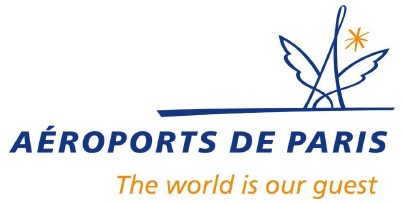 AÉROPORTS DE PARIS
The world is our guest